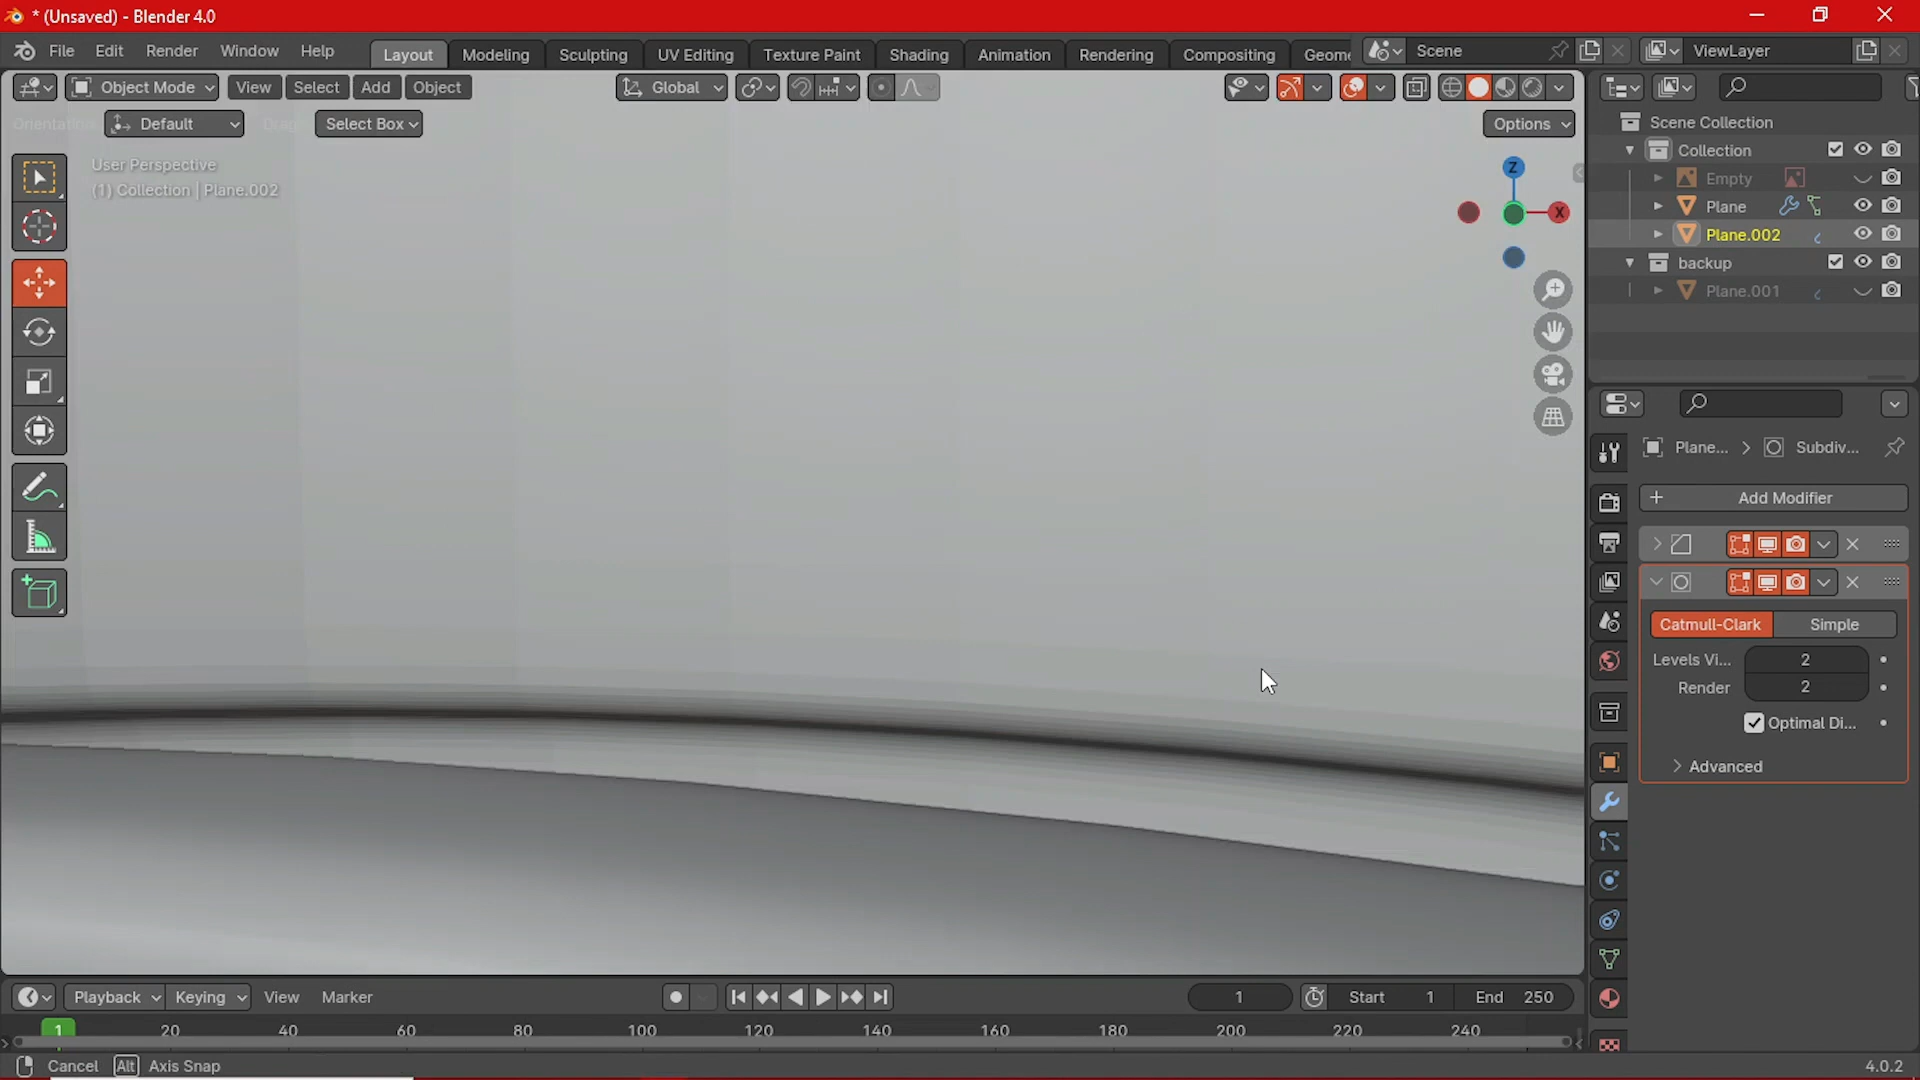 * (Unsaved) - Blender 4.0
File Edit Render Window Help Layout Modeling Sculpting UV Editing Texture Paint Shading Animation Rendering Compositing Geome Scene ViewLayer
Object Mode View Select Add Object Global
Orientation: Default Drag: Select Box Options
User Perspective
(1) Collection | Plane.002
Z
X
Scene Collection
Collection
Empty
Plane
Plane.002
backup
Plane.001
Plane... > Subdiv...
+ Add Modifier
Catmull-Clark Simple
Levels Vi... 2
Render 2
Optimal Di...
Advanced
Playback Keying View Marker 1 Start 1 End 250
1 20 40 60 80 100 120 140 160 180 200 220 240
Cancel Alt Axis Snap 4.0.2